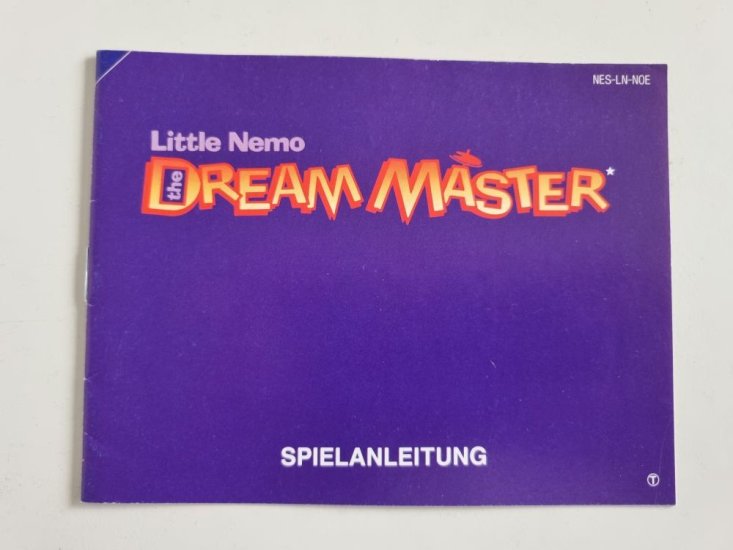 NES-LN-NOE
Little Nemo
the DREAM MASTER*
SPIELANLEITUNG
T